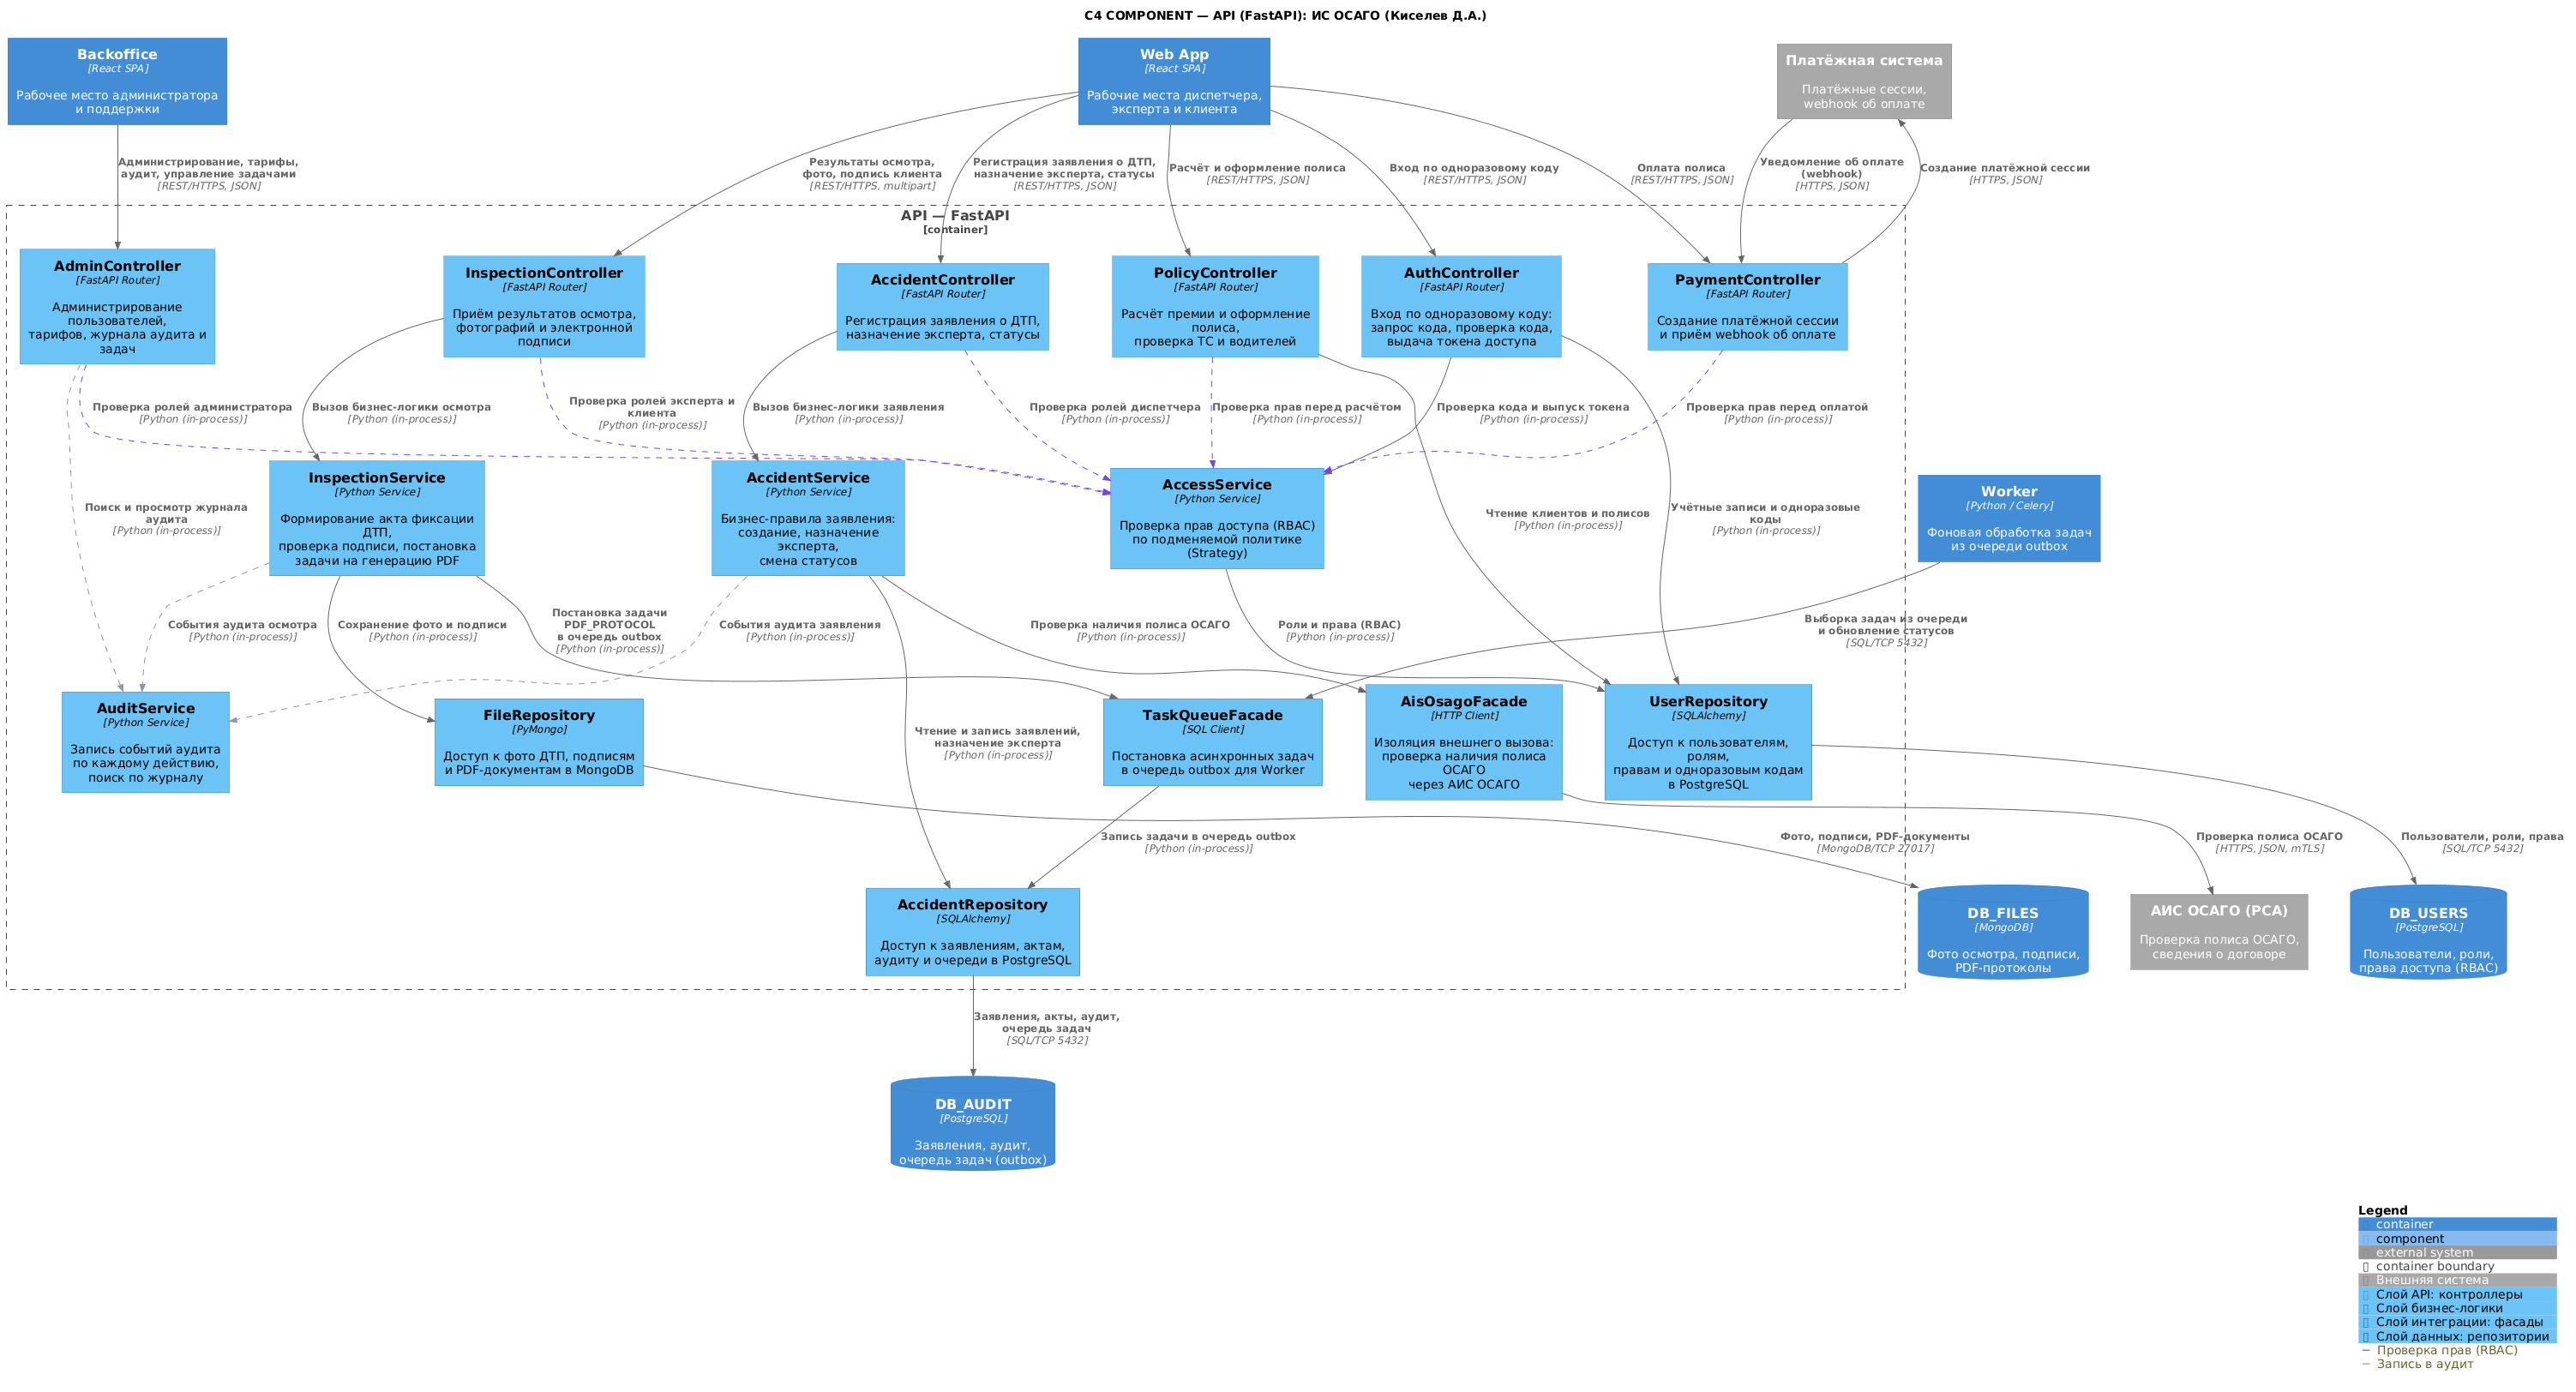 C4 COMPONENT — API (FastAPI): ИС ОСАГО (Киселев Д.А.)
Backoffice
[React SPA]
Рабочее место администратора
и поддержки
Web App
[React SPA]
Рабочие места диспетчера,
эксперта и клиента
Платёжная система
Платёжные сессии,
webhook об оплате
Администрирование, тарифы,
аудит, управление задачами
[REST/HTTPS, JSON]
Результаты осмотра,
фото, подпись клиента
[REST/HTTPS, multipart]
Регистрация заявления о ДТП,
назначение эксперта, статусы
[REST/HTTPS, JSON]
Расчёт и оформление полиса
[REST/HTTPS, JSON]
Вход по одноразовому коду
[REST/HTTPS, JSON]
Оплата полиса
[REST/HTTPS, JSON]
Уведомление об оплате
(webhook)
[HTTPS, JSON]
Создание платёжной сессии
[HTTPS, JSON]
API — FastAPI
[container]
AdminController
[FastAPI Router]
Администрирование
пользователей,
тарифов, журнала аудита и
задач
InspectionController
[FastAPI Router]
Приём результатов осмотра,
фотографий и электронной
подписи
AccidentController
[FastAPI Router]
Регистрация заявления о ДТП,
назначение эксперта, статусы
PolicyController
[FastAPI Router]
Расчёт премии и оформление
полиса,
проверка ТС и водителей
AuthController
[FastAPI Router]
Вход по одноразовому коду:
запрос кода, проверка кода,
выдача токена доступа
PaymentController
[FastAPI Router]
Создание платёжной сессии
и приём webhook об оплате
Проверка ролей администратора
[Python (in-process)]
Вызов бизнес-логики осмотра
[Python (in-process)]
Проверка ролей эксперта и
клиента
[Python (in-process)]
Вызов бизнес-логики заявления
[Python (in-process)]
Проверка ролей диспетчера
[Python (in-process)]
Проверка прав перед расчётом
[Python (in-process)]
Проверка кода и выпуск токена
[Python (in-process)]
Проверка прав перед оплатой
[Python (in-process)]
Поиск и просмотр журнала
аудита
[Python (in-process)]
InspectionService
[Python Service]
Формирование акта фиксации
ДТП,
проверка подписи, постановка
задачи на генерацию PDF
AccidentService
[Python Service]
Бизнес-правила заявления:
создание, назначение
эксперта,
смена статусов
AccessService
[Python Service]
Проверка прав доступа (RBAC)
по подменяемой политике
(Strategy)
Чтение клиентов и полисов
[Python (in-process)]
Учётные записи и одноразовые
коды
[Python (in-process)]
Worker
[Python / Celery]
Фоновая обработка задач
из очереди outbox
События аудита осмотра
[Python (in-process)]
Сохранение фото и подписи
[Python (in-process)]
Постановка задачи
PDF_PROTOCOL
в очередь outbox
[Python (in-process)]
События аудита заявления
[Python (in-process)]
Проверка наличия полиса ОСАГО
[Python (in-process)]
Роли и права (RBAC)
[Python (in-process)]
Выборка задач из очереди
и обновление статусов
[SQL/TCP 5432]
AuditService
[Python Service]
Запись событий аудита
по каждому действию,
поиск по журналу
FileRepository
[PyMongo]
Доступ к фото ДТП, подписям
и PDF-документам в MongoDB
Чтение и запись заявлений,
назначение эксперта
[Python (in-process)]
TaskQueueFacade
[SQL Client]
Постановка асинхронных задач
в очередь outbox для Worker
AisOsagoFacade
[HTTP Client]
Изоляция внешнего вызова:
проверка наличия полиса
ОСАГО
через АИС ОСАГО
UserRepository
[SQLAlchemy]
Доступ к пользователям,
ролям,
правам и одноразовым кодам
в PostgreSQL
Запись задачи в очередь outbox
[Python (in-process)]
Фото, подписи, PDF-документы
[MongoDB/TCP 27017]
Проверка полиса ОСАГО
[HTTPS, JSON, mTLS]
Пользователи, роли, права
[SQL/TCP 5432]
AccidentRepository
[SQLAlchemy]
Доступ к заявлениям, актам,
аудиту и очереди в PostgreSQL
DB_FILES
[MongoDB]
Фото осмотра, подписи,
PDF-протоколы
АИС ОСАГО (РСА)
Проверка полиса ОСАГО,
сведения о договоре
DB_USERS
[PostgreSQL]
Пользователи, роли,
права доступа (RBAC)
Заявления, акты, аудит,
очередь задач
[SQL/TCP 5432]
DB_AUDIT
[PostgreSQL]
Заявления, аудит,
очередь задач (outbox)
Legend
container
component
external system
container boundary
Внешняя система
Слой API: контроллеры
Слой бизнес-логики
Слой интеграции: фасады
Слой данных: репозитории
Проверка прав (RBAC)
Запись в аудит